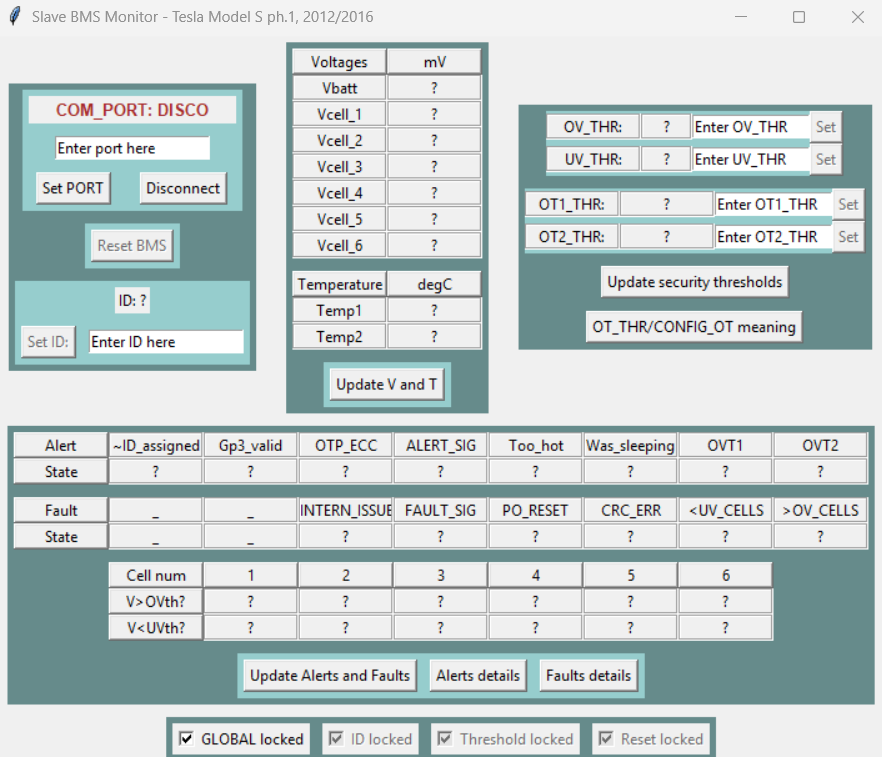 Slave BMS Monitor - Tesla Model S ph.1, 2012/2016
COM_PORT: DISCO
Enter port here
Set PORT Disconnect
Reset BMS
ID: ?
Set ID: Enter ID here
Voltages mV
Vbatt ?
Vcell_1 ?
Vcell_2 ?
Vcell_3 ?
Vcell_4 ?
Vcell_5 ?
Vcell_6 ?
Temperature degC
Temp1 ?
Temp2 ?
Update V and T
OV_THR: ? Enter OV_THR Set
UV_THR: ? Enter UV_THR Set
OT1_THR: ? Enter OT1_THR Set
OT2_THR: ? Enter OT2_THR Set
Update security thresholds
OT_THR/CONFIG_OT meaning
Alert ~ID_assigned Gp3_valid OTP_ECC ALERT_SIG Too_hot Was_sleeping OVT1 OVT2
State ? ? ? ? ? ? ? ?
Fault _ _ INTERN_ISSUE FAULT_SIG PO_RESET CRC_ERR <UV_CELLS >OV_CELLS
State _ _ ? ? ? ? ? ?
Cell num 1 2 3 4 5 6
V>OVth? ? ? ? ? ? ?
V<UVth? ? ? ? ? ? ?
Update Alerts and Faults Alerts details Faults details
GLOBAL locked ID locked Threshold locked Reset locked